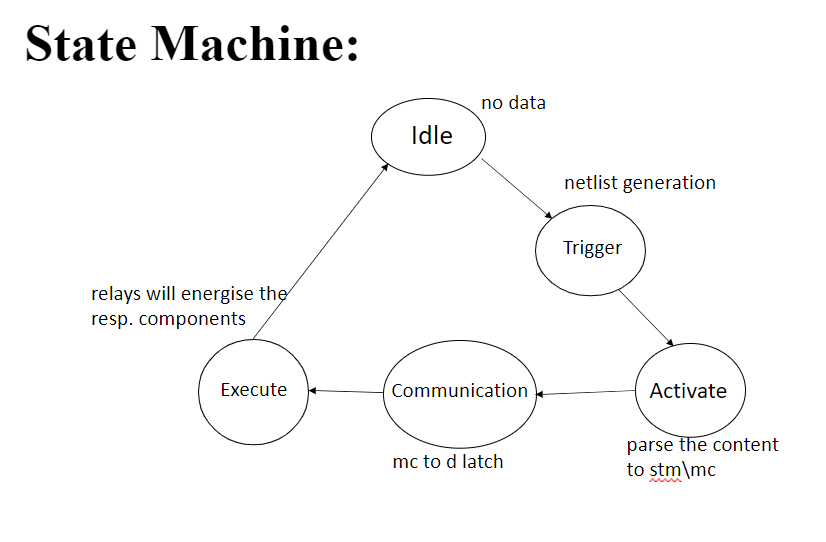 State Machine:
no data
Idle
netlist generation
Trigger
relays will energise the
resp. components
Execute
Communication
Activate
mc to d latch
parse the content
to stm\mc